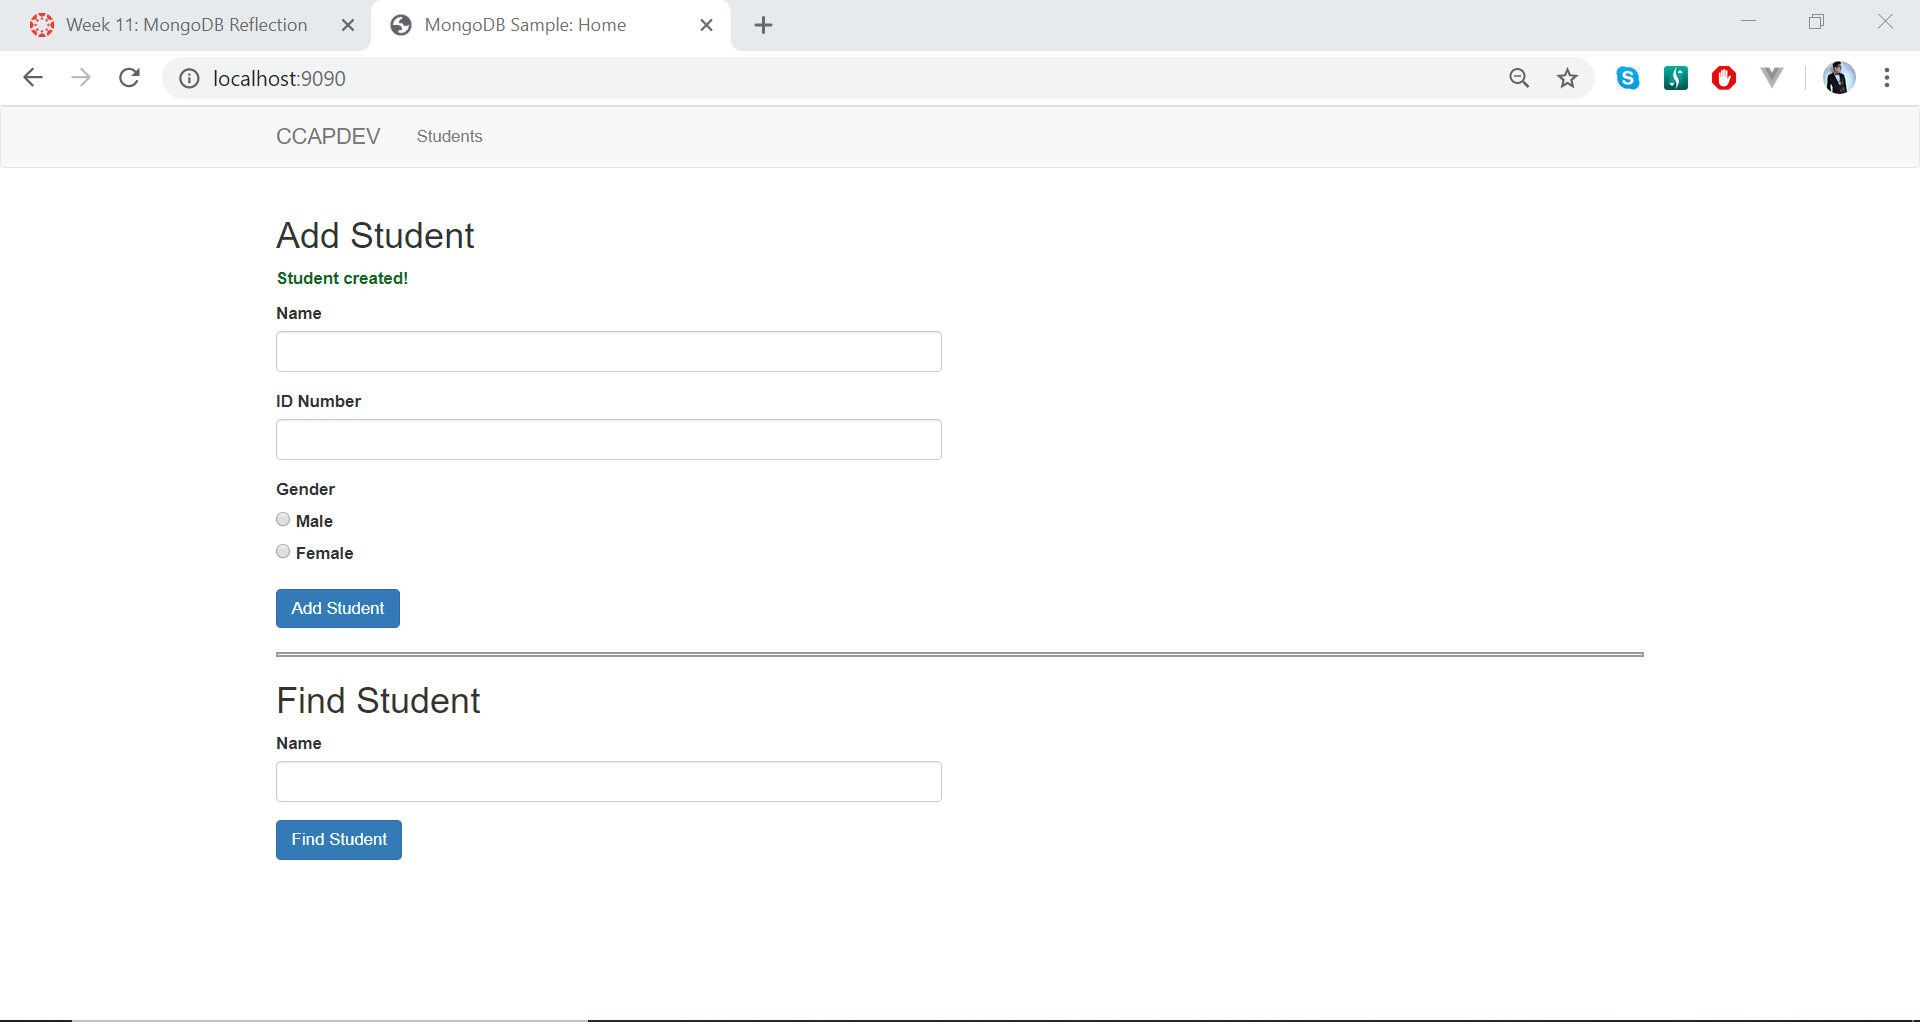 Week 11: MongoDB Reflection
MongoDB Sample: Home
localhost:9090
CCAPDEV Students
Add Student
Student created!
Name
ID Number
Gender
Male
Female
Add Student
Find Student
Name
Find Student